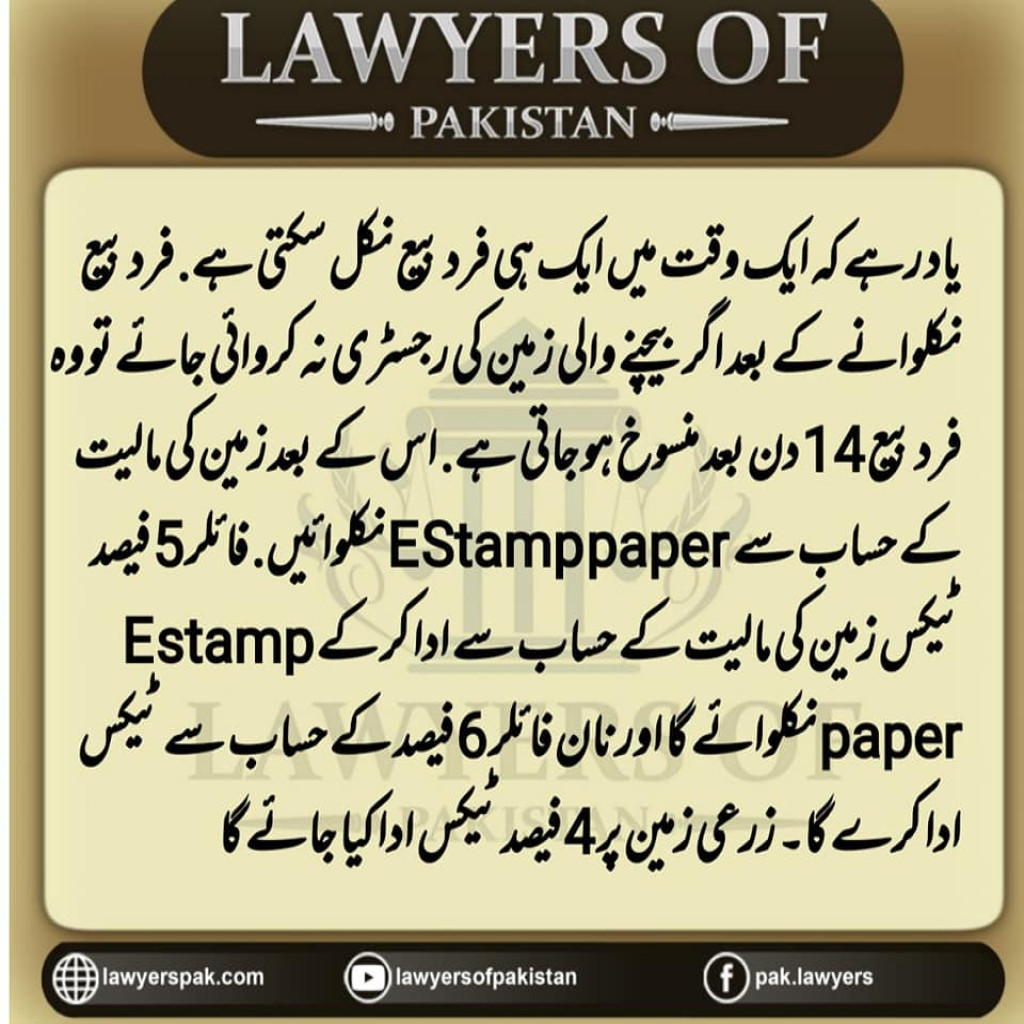 LAWYERS OF
PAKISTAN
یاد رہے کہ ایک وقت میں ایک ہی فرد بیع نکل سکتی ہے. فرد بیع
نکلوانے کے بعد اگر بیچنے والی زمین کی رجسٹری نہ کروائی جائے تو وہ
فرد بیع 14 دن بعد منسوخ ہو جاتی ہے. اس کے بعد زمین کی مالیت
کے حساب سے EStamppaper نکلوائیں. فائلر 5 فیصد
ٹیکس زمین کی مالیت کے حساب سے ادا کر کے Estamp
paper نکلوائے گا اور نان فائلر 6 فیصد کے حساب سے ٹیکس
ادا کرے گا۔ زرعی زمین پر 4 فیصد ٹیکس ادا کیا جائے گا
LAWYERS OF
PAKISTAN
lawyerspak.com lawyersofpakistan pak.lawyers